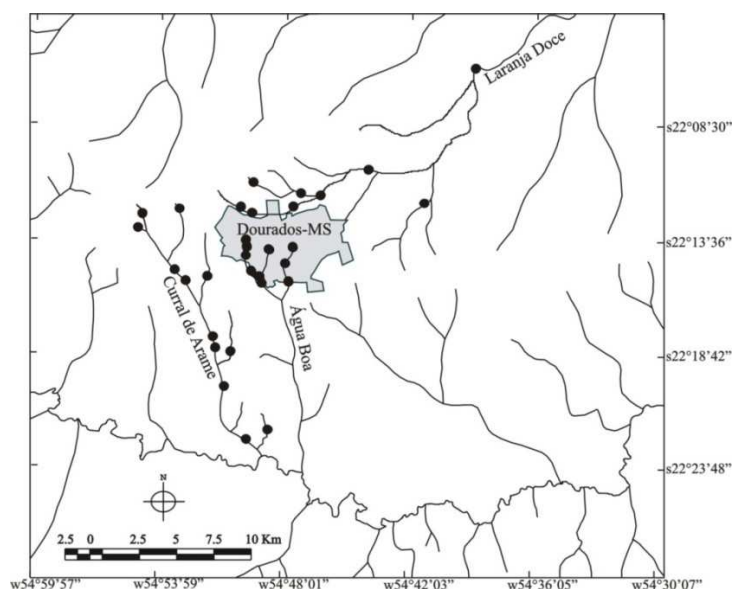 Laranja Doce
s22°08'30"
Dourados-MS
s22°13'36"
Curral de Arame
Água Boa
s22°18'42"
s22°23'48"
N
2.5 0 2.5 5 7.5 10 Km
w54°59'57" w54°53'59" w54°48'01" w54°42'03" w54°36'05" w54°30'07"